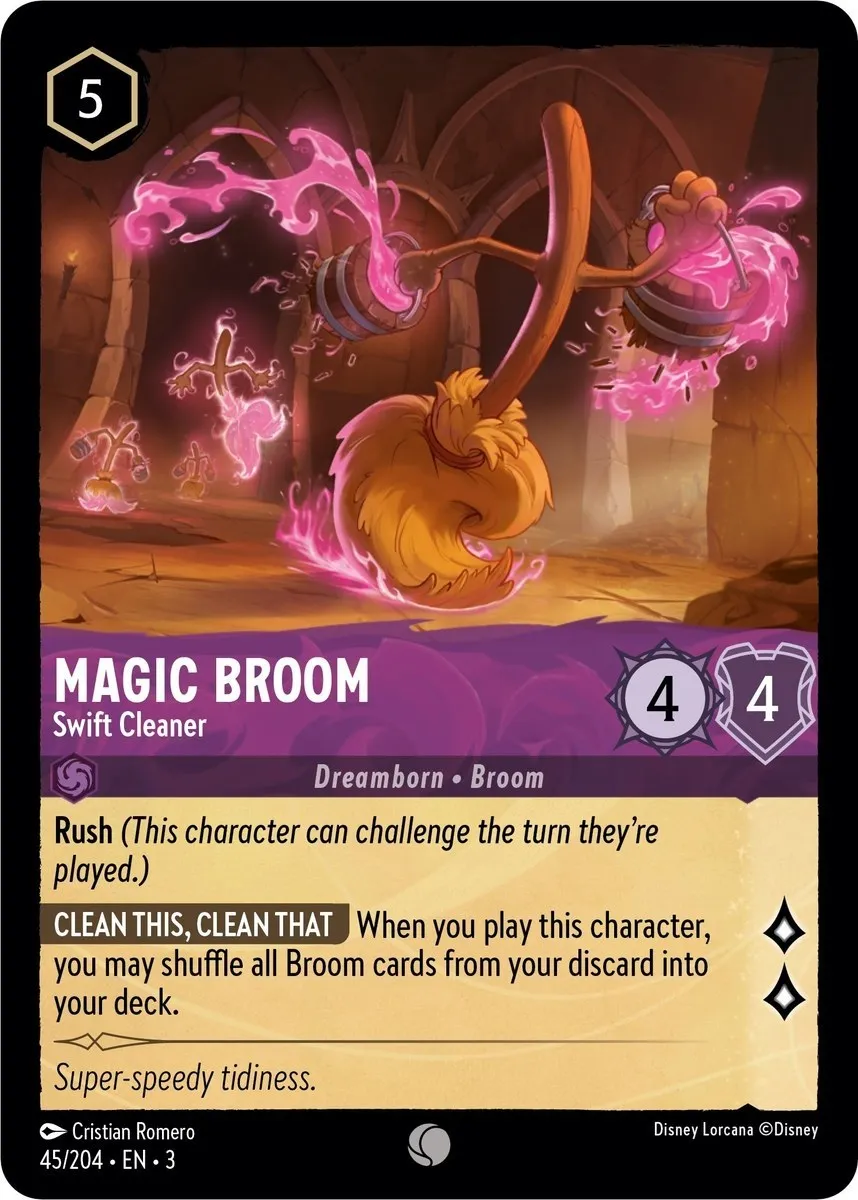 5
MAGIC BROOM
Swift Cleaner
4
4
Dreamborn • Broom
Rush (This character can challenge the turn they're
played.)
CLEAN THIS, CLEAN THAT When you play this character,
you may shuffle all Broom cards from your discard into
your deck.
Super-speedy tidiness.
Cristian Romero
Disney Lorcana ©Disney
45/204 • EN • 3